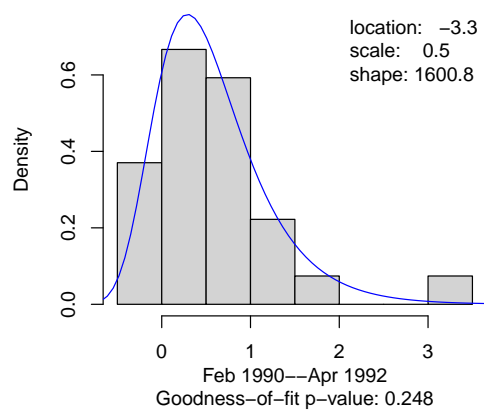 location: -3.3
scale: 0.5
shape: 1600.8
Density
0.6
0.4
0.2
0.0
0 1 2 3
Feb 1990--Apr 1992
Goodness-of-fit p-value: 0.248